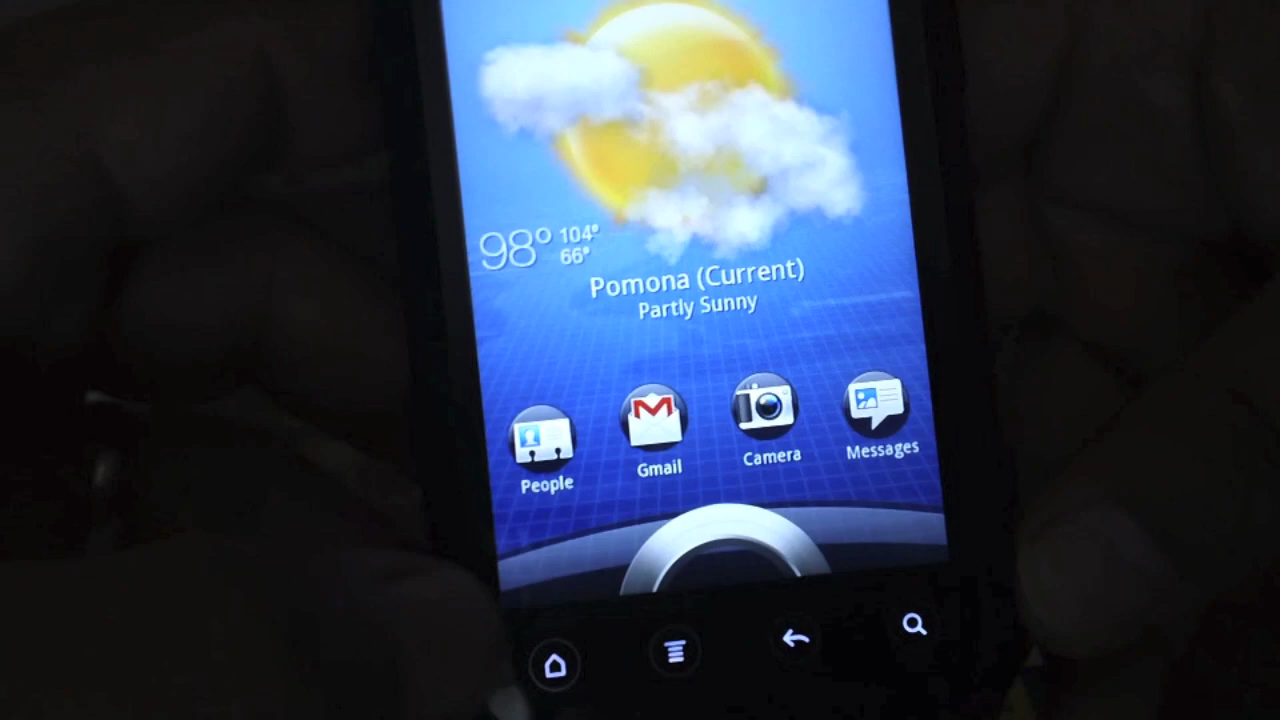 98° 104°
66°
Pomona (Current)
Partly Sunny
People Gmail Camera Messages